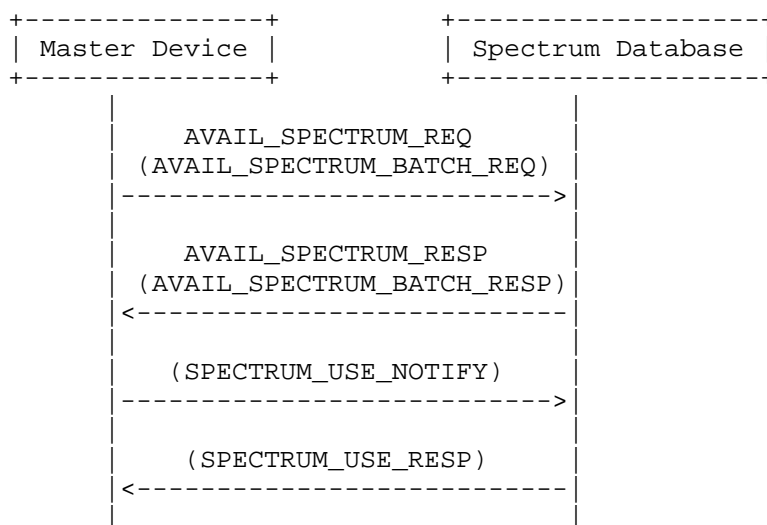 Master Device Spectrum Database
AVAIL_SPECTRUM_REQ
(AVAIL_SPECTRUM_BATCH_REQ)
AVAIL_SPECTRUM_RESP
(AVAIL_SPECTRUM_BATCH_RESP)
(SPECTRUM_USE_NOTIFY)
(SPECTRUM_USE_RESP)